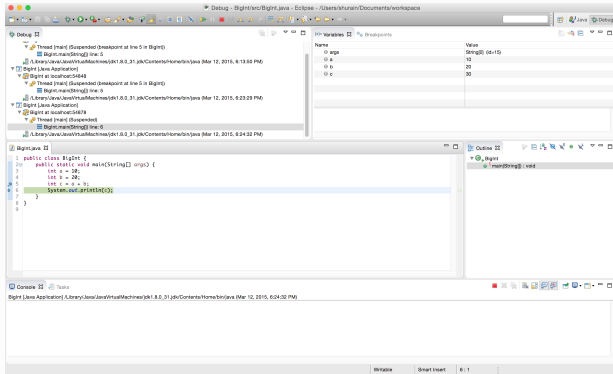 Debug - BigInt/src/BigInt.java - Eclipse - /Users/shurain/Documents/workspace
Java
Debug
Debug
Thread [main] (Suspended (breakpoint at line 5 in BigInt))
BigInt.main(String[]) line: 5
/Library/Java/JavaVirtualMachines/jdk1.8.0_31.jdk/Contents/Home/bin/java (Mar 12, 2015, 6:13:50 PM)
BigInt [Java Application]
BigInt at localhost:54848
Thread [main] (Suspended (breakpoint at line 5 in BigInt))
BigInt.main(String[]) line: 5
/Library/Java/JavaVirtualMachines/jdk1.8.0_31.jdk/Contents/Home/bin/java (Mar 12, 2015, 6:23:29 PM)
BigInt [Java Application]
BigInt at localhost:54878
Thread [main] (Suspended)
BigInt.main(String[]) line: 6
/Library/Java/JavaVirtualMachines/jdk1.8.0_31.jdk/Contents/Home/bin/java (Mar 12, 2015, 6:24:32 PM)
Variables
Breakpoints
Name Value
args String[0] (id=15)
a 10
b 20
c 30
BigInt.java
1 public class BigInt {
2 public static void main(String[] args) {
3 int a = 10;
4 int b = 20;
5 int c = a + b;
6 System.out.println(c);
7 }
8 }
9
Outline
BigInt
main(String[]) : void
Console
Tasks
BigInt [Java Application] /Library/Java/JavaVirtualMachines/jdk1.8.0_31.jdk/Contents/Home/bin/java (Mar 12, 2015, 6:24:32 PM)
Writable
Smart Insert
6 : 1